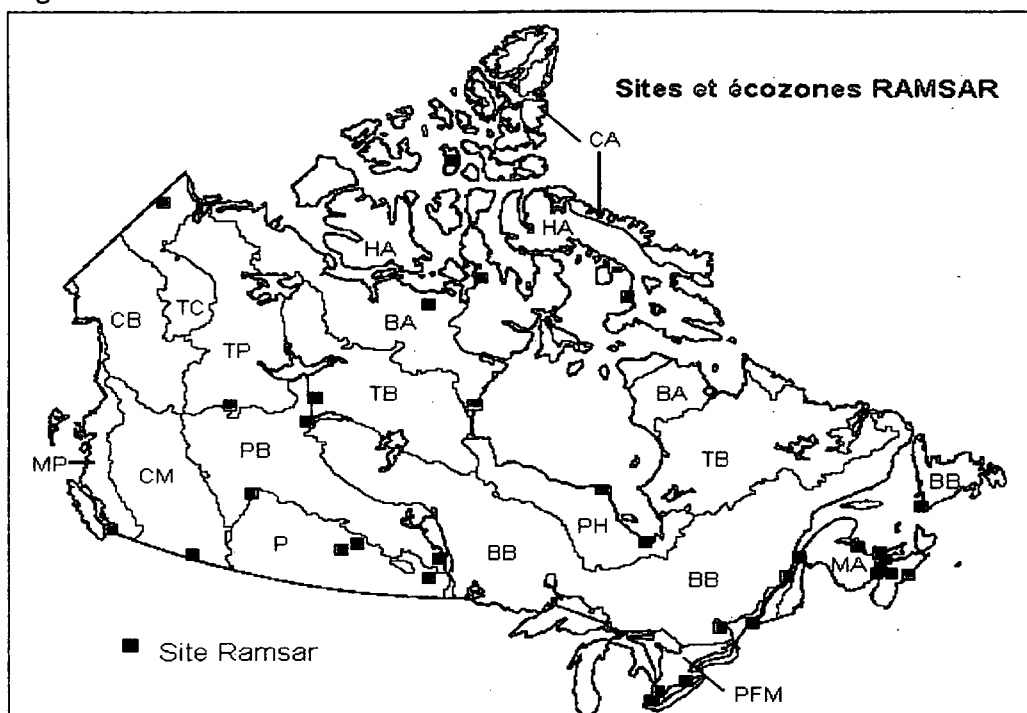 Sites et écozones RAMSAR
CA
HA
HA
CB
TC
BA
TP
TB
BA
MP
CM
PB
TB
BB
P
PH
BB
BB
MA
Site Ramsar
PFM